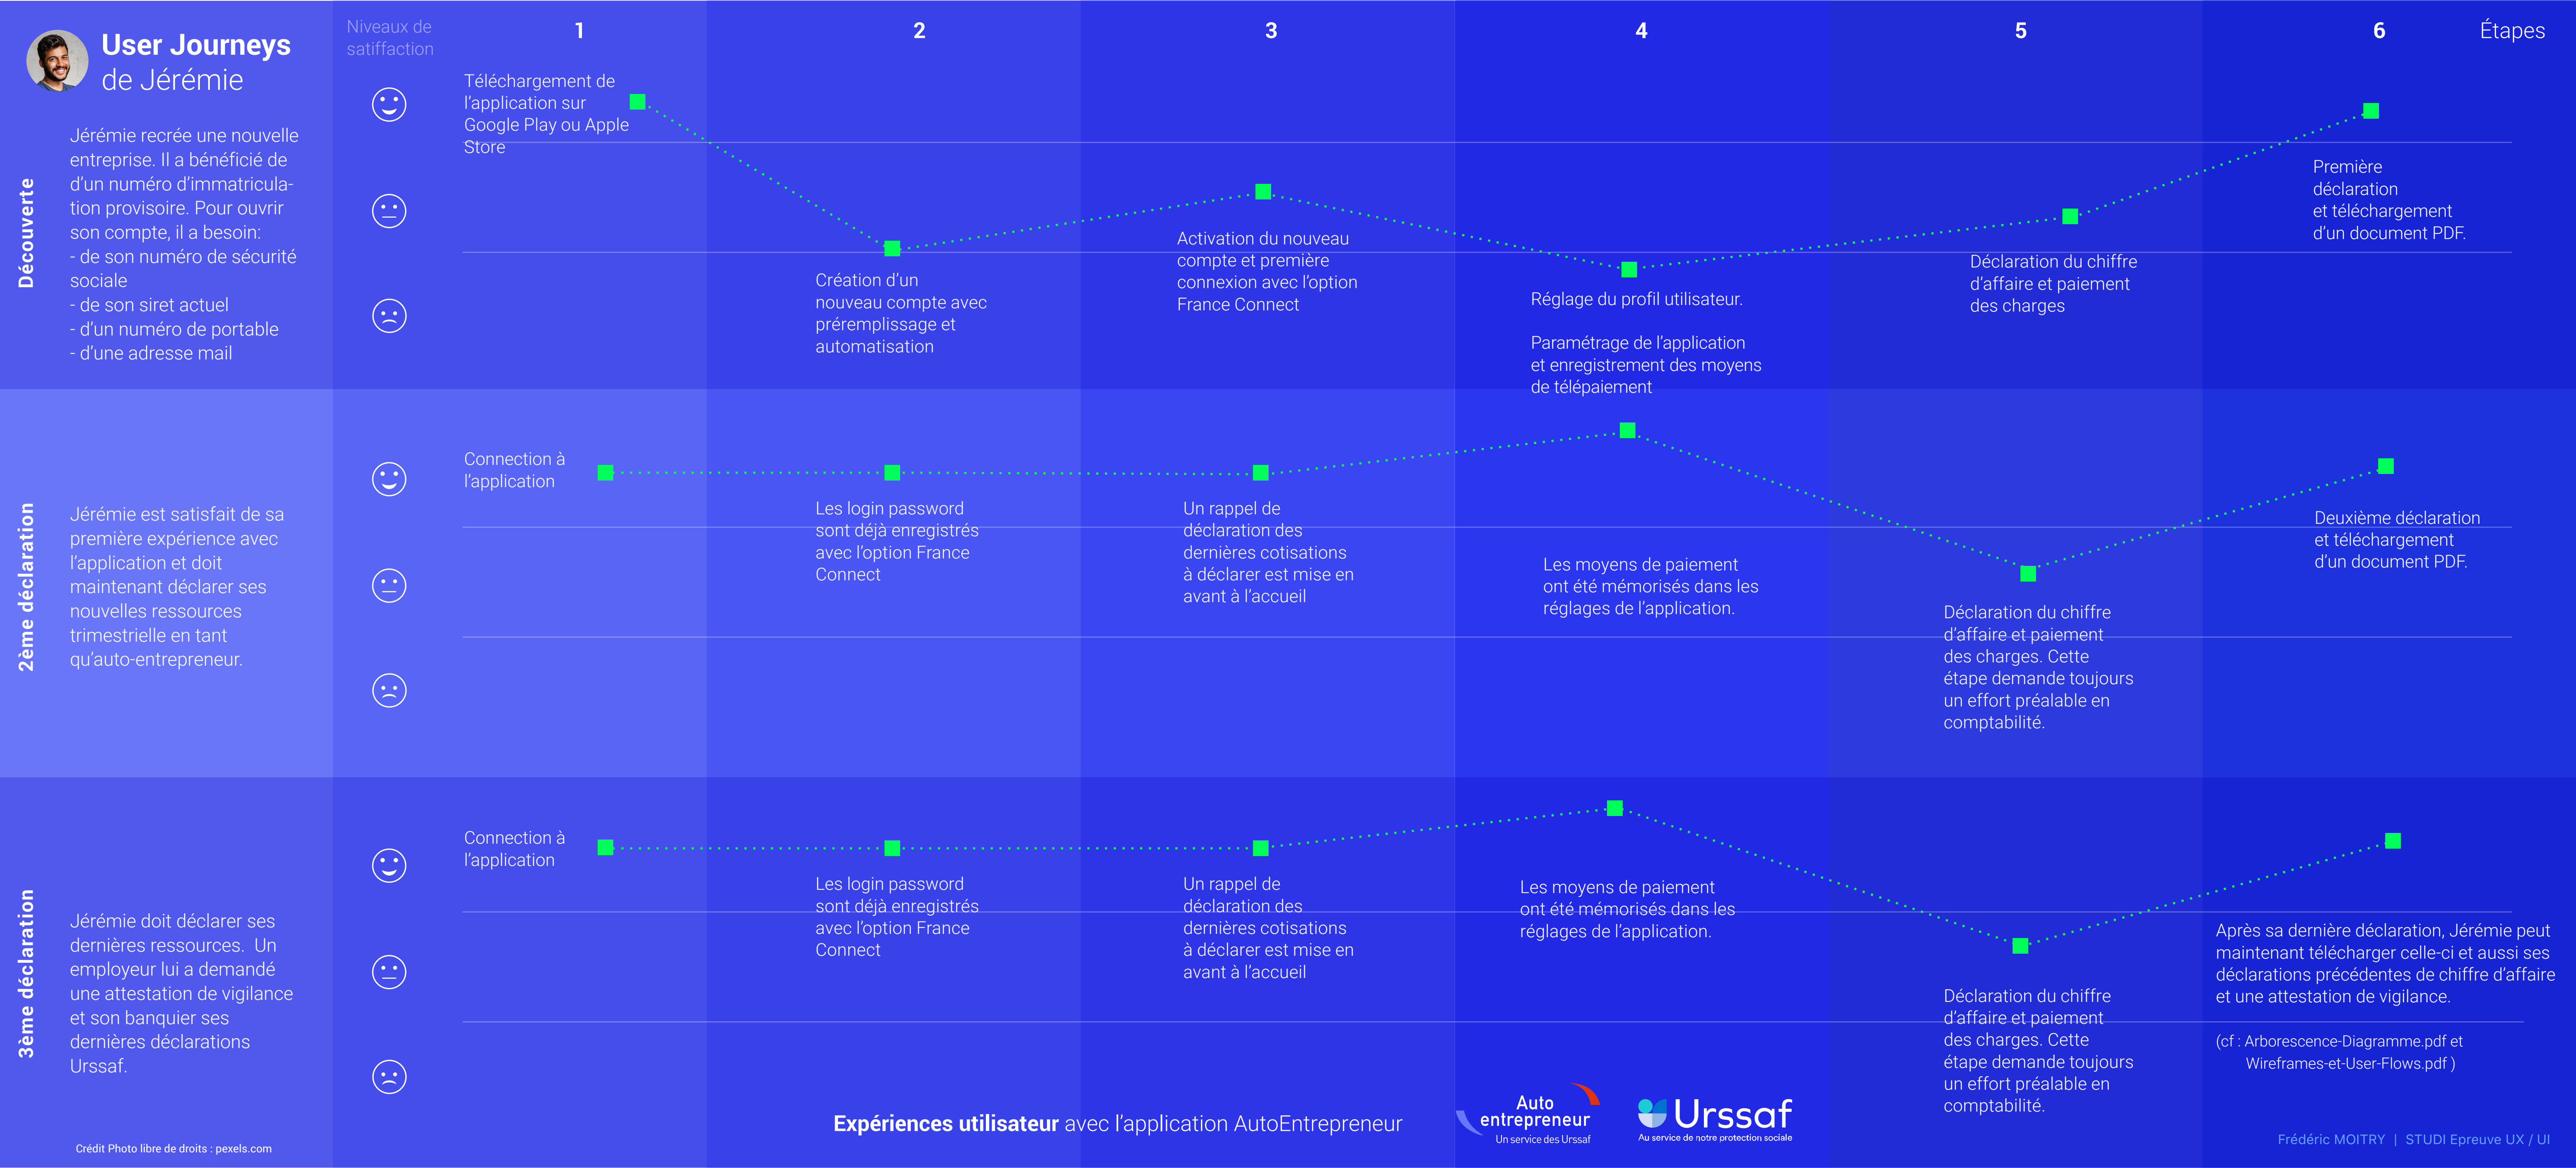 User Journeys
de Jérémie
Niveaux de
satiffaction
1
2
3
4
5
6
Étapes
Découverte
Jérémie recrée une nouvelle
entreprise. Il a bénéficié de
d'un numéro d'immatricula-
tion provisoire. Pour ouvrir
son compte, il a besoin:
- de son numéro de sécurité
sociale
- de son siret actuel
- d'un numéro de portable
- d'une adresse mail
Téléchargement de
l'application sur
Google Play ou Apple
Store
Création d'un
nouveau compte avec
préremplissage et
automatisation
Activation du nouveau
compte et première
connexion avec l'option
France Connect
Réglage du profil utilisateur.
Paramétrage de l'application
et enregistrement des moyens
de télépaiement
Déclaration du chiffre
d'affaire et paiement
des charges
Première
déclaration
et téléchargement
d'un document PDF.
2ème déclaration
Jérémie est satisfait de sa
première expérience avec
l'application et doit
maintenant déclarer ses
nouvelles ressources
trimestrielle en tant
qu'auto-entrepreneur.
Connection à
l'application
Les login password
sont déjà enregistrés
avec l'option France
Connect
Un rappel de
déclaration des
dernières cotisations
à déclarer est mise en
avant à l'accueil
Les moyens de paiement
ont été mémorisés dans les
réglages de l'application.
Déclaration du chiffre
d'affaire et paiement
des charges. Cette
étape demande toujours
un effort préalable en
comptabilité.
Deuxième déclaration
et téléchargement
d'un document PDF.
3ème déclaration
Jérémie doit déclarer ses
dernières ressources.  Un
employeur lui a demandé
une attestation de vigilance
et son banquier ses
dernières déclarations
Urssaf.
Connection à
l'application
Les login password
sont déjà enregistrés
avec l'option France
Connect
Un rappel de
déclaration des
dernières cotisations
à déclarer est mise en
avant à l'accueil
Les moyens de paiement
ont été mémorisés dans les
réglages de l'application.
Déclaration du chiffre
d'affaire et paiement
des charges. Cette
étape demande toujours
un effort préalable en
comptabilité.
Après sa dernière déclaration, Jérémie peut
maintenant télécharger celle-ci et aussi ses
déclarations précédentes de chiffre d'affaire
et une attestation de vigilance.
(cf : Arborescence-Diagramme.pdf et
Wireframes-et-User-Flows.pdf )
Crédit Photo libre de droits : pexels.com
Expériences utilisateur avec l'application AutoEntrepreneur
Auto
entrepreneur
Un service des Urssaf
Urssaf
Au service de notre protection sociale
Frédéric MOITRY | STUDI Epreuve UX / UI